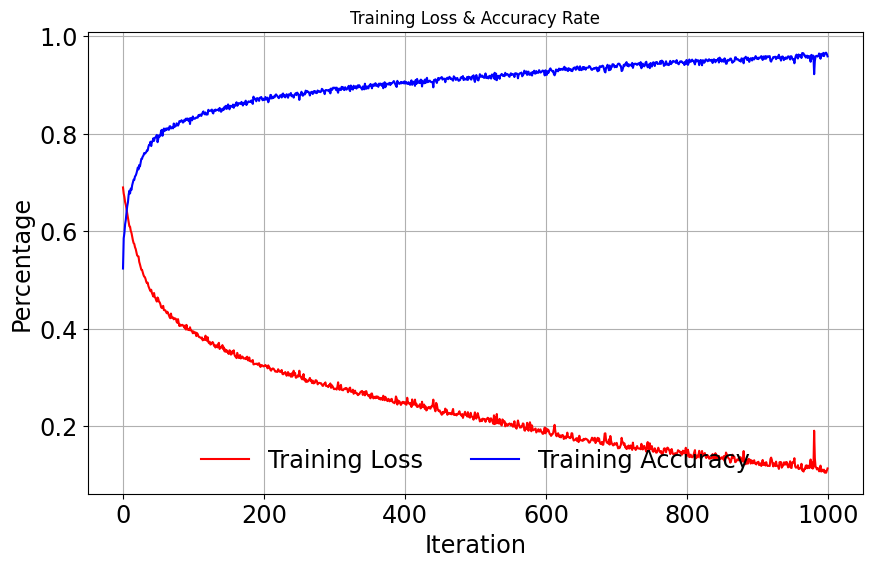 Training Loss & Accuracy Rate
1.0
0.8
0.6
0.4
0.2
Percentage
Training Loss Training Accuracy
0 200 400 600 800 1000
Iteration